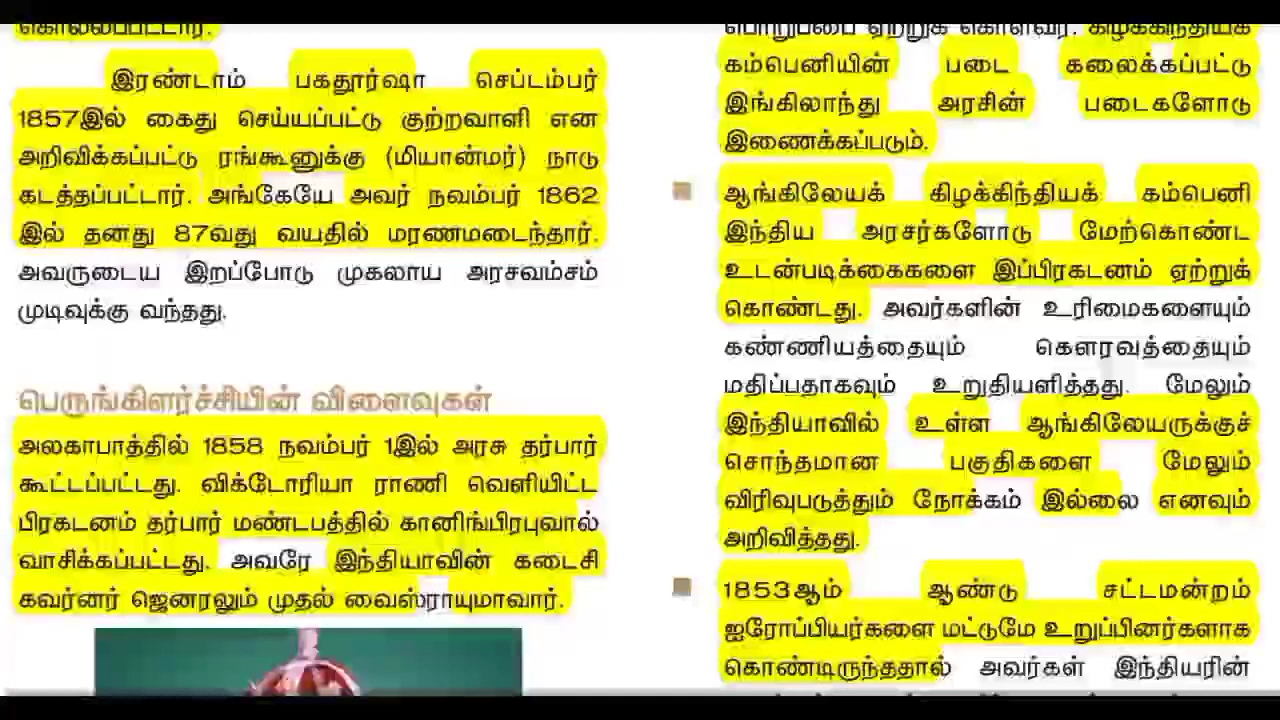 கொல்லப்பட்டார்.
இரண்டாம் பகதூர்ஷா செப்டம்பர்
1857இல் கைது செய்யப்பட்டு குற்றவாளி என
அறிவிக்கப்பட்டு ரங்கூனுக்கு (மியான்மர்) நாடு
கடத்தப்பட்டார். அங்கேயே அவர் நவம்பர் 1862
இல் தனது 87வது வயதில் மரணமடைந்தார்.
அவருடைய இறப்போடு முகலாய அரசவம்சம்
முடிவுக்கு வந்தது.
பெருங்கிளர்ச்சியின் விளைவுகள்
அலகாபாத்தில் 1858 நவம்பர் 1இல் அரசு தர்பார்
கூட்டப்பட்டது. விக்டோரியா ராணி வெளியிட்ட
பிரகடனம் தர்பார் மண்டபத்தில் கானிங்பிரபுவால்
வாசிக்கப்பட்டது. அவரே இந்தியாவின் கடைசி
கவர்னர் ஜெனரலும் முதல் வைஸ்ராயுமாவார்.
பொறுப்பை ஏற்றுக் கொள்வர். கிழக்கிந்தியக்
கம்பெனியின் படை கலைக்கப்பட்டு
இங்கிலாந்து அரசின் படைகளோடு
இணைக்கப்படும்.
ஆங்கிலேயக் கிழக்கிந்தியக் கம்பெனி
இந்திய அரசர்களோடு மேற்கொண்ட
உடன்படிக்கைகளை இப்பிரகடனம் ஏற்றுக்
கொண்டது. அவர்களின் உரிமைகளையும்
கண்ணியத்தையும் கௌரவத்தையும்
மதிப்பதாகவும் உறுதியளித்தது. மேலும்
இந்தியாவில் உள்ள ஆங்கிலேயருக்குச்
சொந்தமான பகுதிகளை மேலும்
விரிவுபடுத்தும் நோக்கம் இல்லை எனவும்
அறிவித்தது.
1853ஆம் ஆண்டு சட்டமன்றம்
ஐரோப்பியர்களை மட்டுமே உறுப்பினர்களாக
கொண்டிருந்ததால் அவர்கள் இந்தியரின்